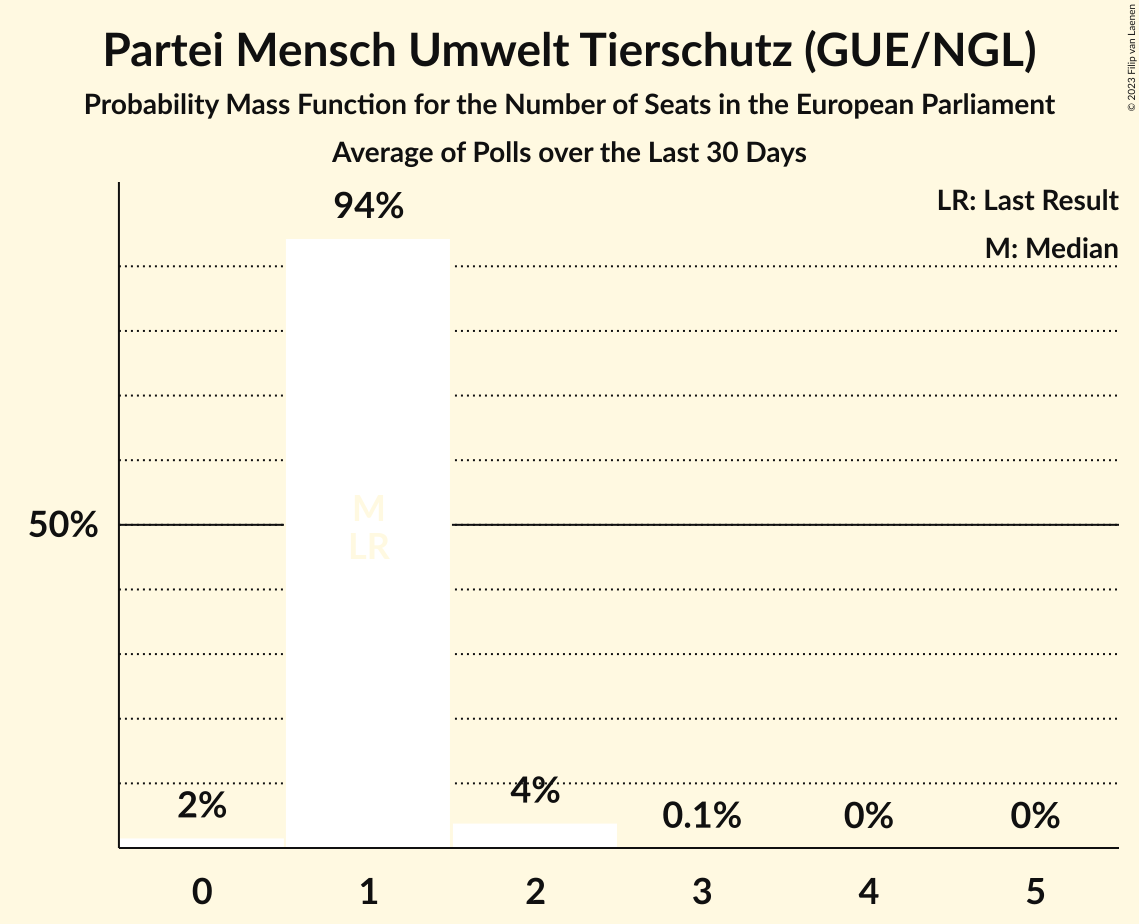 Partei Mensch Umwelt Tierschutz (GUE/NGL)
Probability Mass Function for the Number of Seats in the European Parliament
Average of Polls over the Last 30 Days
© 2023 Filip van Laenen
LR: Last Result
M: Median
94%
M
LR
50%
2%
4%
0.1%
0%
0%
0
1
2
3
4
5